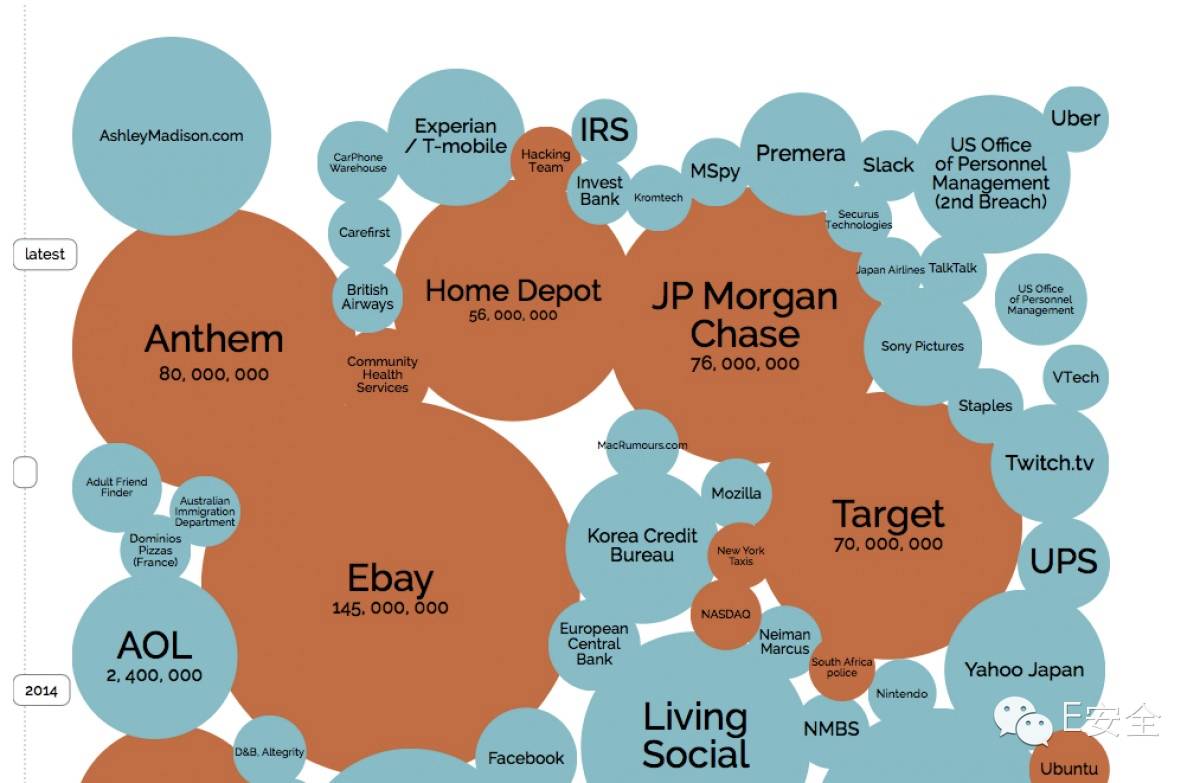 AshleyMadison.com
CarPhone
Warehouse
Experian
/ T-mobile
Hacking
Team
IRS
Invest
Bank
Kromtech
MSpy
Premera
Slack
US Office
of Personnel
Management
(2nd Breach)
Uber
Securus
Technologies
latest
Carefirst
British
Airways
Home Depot
56, 000, 000
JP Morgan
Chase
76, 000, 000
Japan Airlines
TalkTalk
US Office
of Personnel
Management
Anthem
80, 000, 000
Community
Health
Services
Sony Pictures
VTech
Staples
MacRumours.com
Twitch.tv
Adult Friend
Finder
Australian
Immigration
Department
Mozilla
Target
70, 000, 000
Korea Credit
Bureau
Dominios
Pizzas
(France)
New York
Taxis
UPS
Ebay
145, 000, 000
NASDAQ
AOL
2, 400, 000
European
Central
Bank
Neiman
Marcus
South Africa
police
Yahoo Japan
2014
Nintendo
Living
Social
NMBS
E安全
D&B, Altegrity
Facebook
Ubuntu